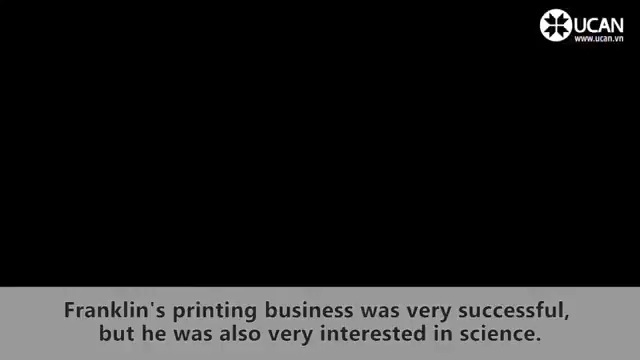 UCAN
www.ucan.vn
Franklin's printing business was very successful,
but he was also very interested in science.